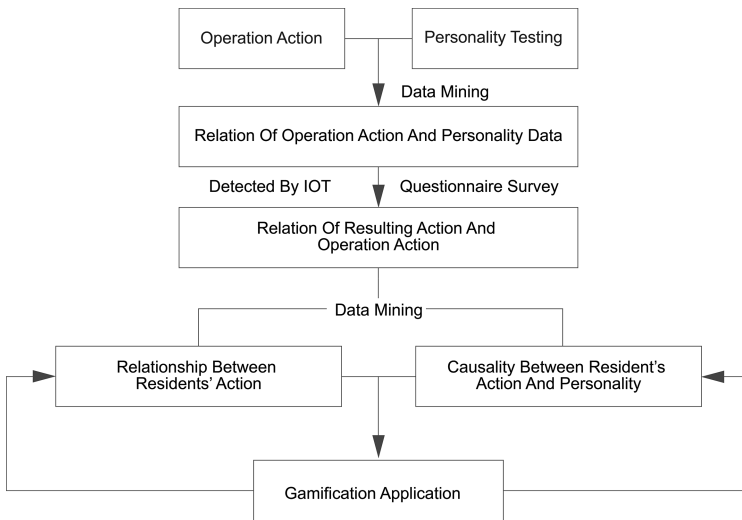 Operation Action
Personality Testing
Data Mining
Relation Of Operation Action And Personality Data
Detected By IOT
Questionnaire Survey
Relation Of Resulting Action And
Operation Action
Data Mining
Relationship Between
Residents' Action
Causality Between Resident's
Action And Personality
Gamification Application